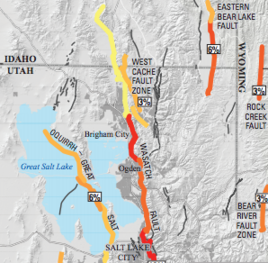 EASTERN
BEAR LAKE
FAULT
IDAHO
UTAH
WEST
CACHE
FAULT
ZONE
3%
6%
WYOMING
3%
ROCK
CREEK
FAULT
Brigham City
OQUIRRH – GREAT
SALT
Great Salt Lake
WASATCH
FAULT
Ogden
6%
3%
BEAR
RIVER
FAULT
ZONE
SALT LAKE
CITY